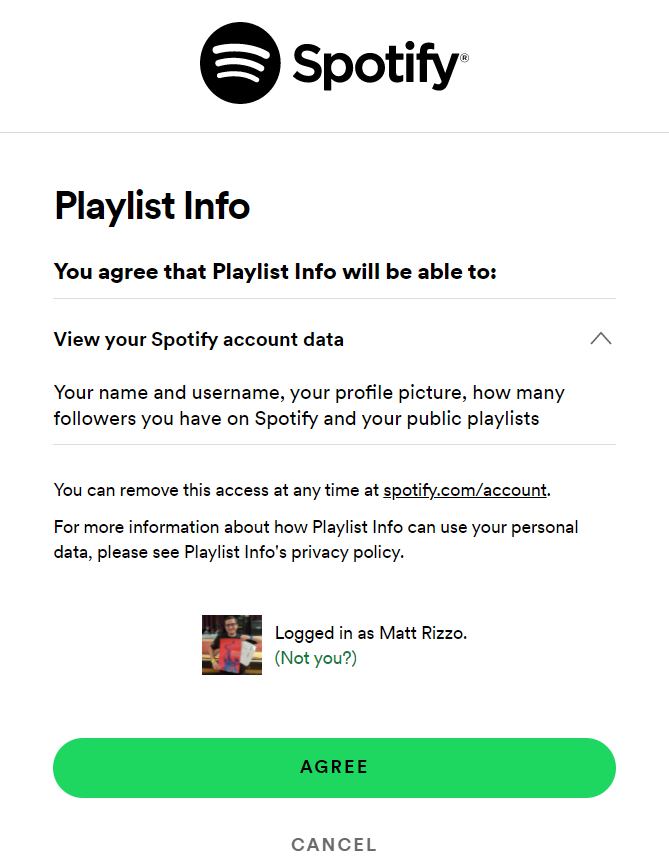 Spotify®
Playlist Info
You agree that Playlist Info will be able to:
View your Spotify account data
Your name and username, your profile picture, how many
followers you have on Spotify and your public playlists
You can remove this access at any time at spotify.com/account.
For more information about how Playlist Info can use your personal
data, please see Playlist Info's privacy policy.
Logged in as Matt Rizzo.
(Not you?)
AGREE
CANCEL